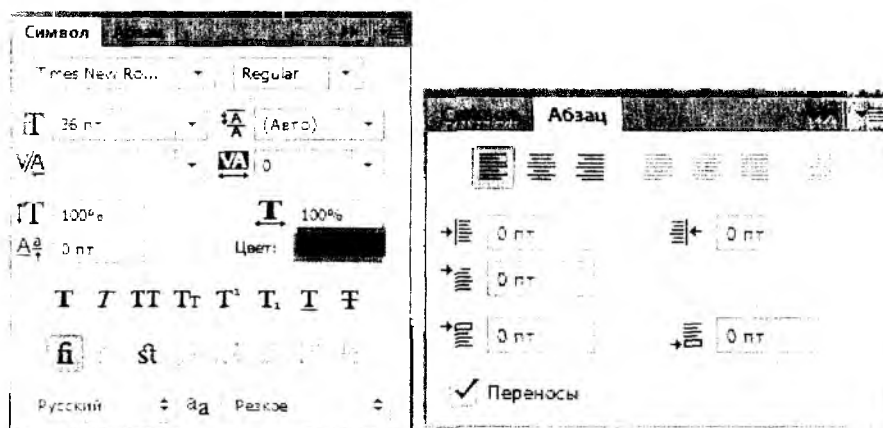 Символ
Times New Ro... Regular
36 пт (Авто)
0
100% 100%
0 пт Цвет:
T T TT Tт T¹ T₁ T T
fi st
Русский aa Резкое
Абзац
0 пт 0 пт
0 пт
0 пт 0 пт
Переносы